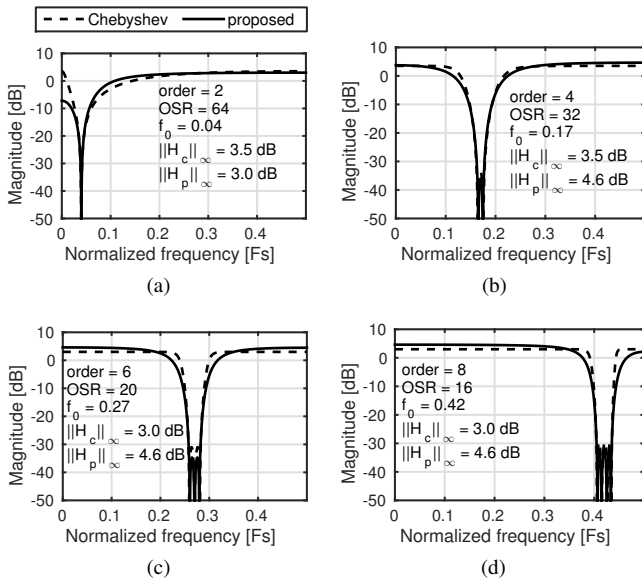 Chebyshev proposed
10
0
-10
-20
-30
-40
-50
Magnitude [dB]
order = 2
OSR = 64
f0 = 0.04
||Hc||∞ = 3.5 dB
||Hp||∞ = 3.0 dB
0 0.1 0.2 0.3 0.4
Normalized frequency [Fs]
(a)
10
0
-10
-20
-30
-40
-50
Magnitude [dB]
order = 4
OSR = 32
f0 = 0.17
||Hc||∞ = 3.5 dB
||Hp||∞ = 4.6 dB
0 0.1 0.2 0.3 0.4
Normalized frequency [Fs]
(b)
10
0
-10
-20
-30
-40
-50
Magnitude [dB]
order = 6
OSR = 20
f0 = 0.27
||Hc||∞ = 3.0 dB
||Hp||∞ = 4.6 dB
0 0.1 0.2 0.3 0.4
Normalized frequency [Fs]
(c)
10
0
-10
-20
-30
-40
-50
Magnitude [dB]
order = 8
OSR = 16
f0 = 0.42
||Hc||∞ = 3.0 dB
||Hp||∞ = 4.6 dB
0 0.1 0.2 0.3 0.4
Normalized frequency [Fs]
(d)